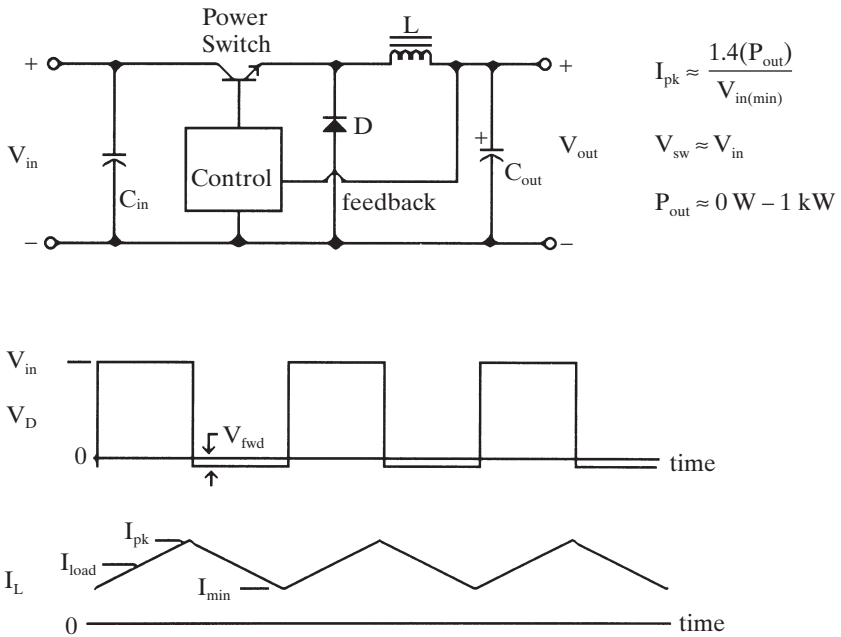 Power
Switch
L
+
+
V_in
C_in
Control
D
feedback
+
C_out
V_out
−
−
I_pk ≈ 1.4(P_out) / V_in(min)
V_sw ≈ V_in
P_out ≈ 0 W – 1 kW
V_in
V_D
V_fwd
0
time
I_pk
I_load
I_L
I_min
0
time